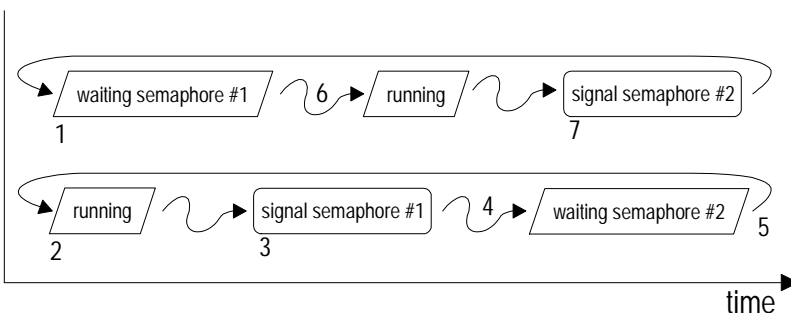 waiting semaphore #1
6
running
signal semaphore #2
1
7
running
signal semaphore #1
4
waiting semaphore #2
5
2
3
time